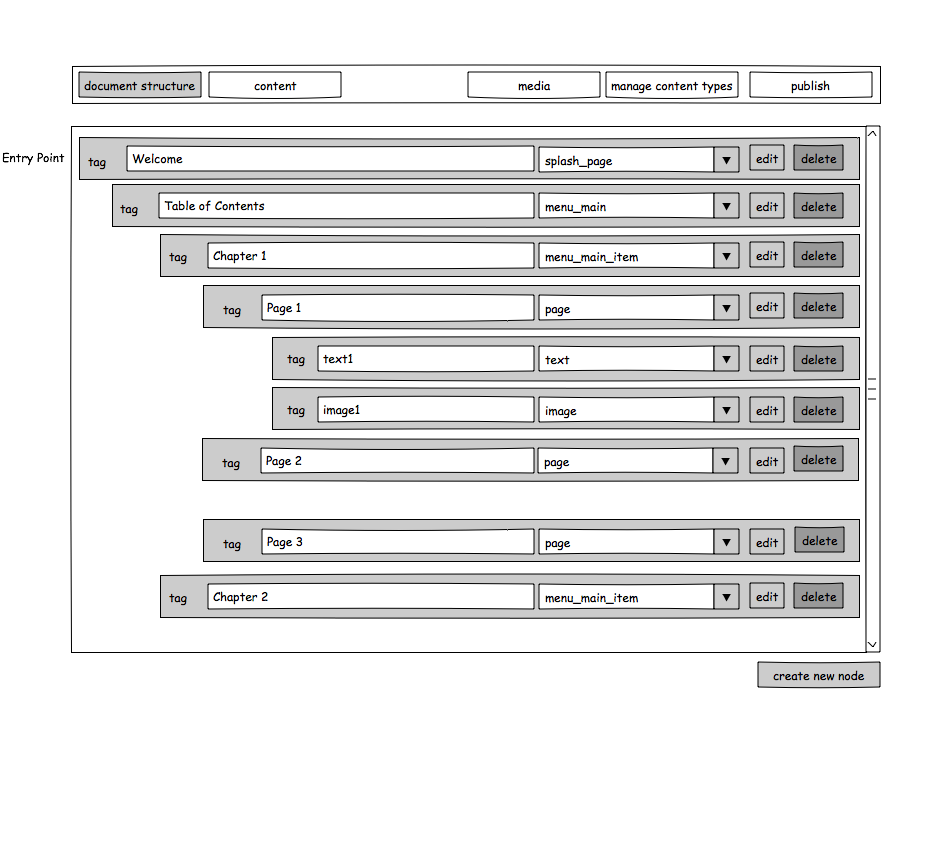 document structure content media manage content types publish
Entry Point tag Welcome splash_page edit delete
tag Table of Contents menu_main edit delete
tag Chapter 1 menu_main_item edit delete
tag Page 1 page edit delete
tag text1 text edit delete
tag image1 image edit delete
tag Page 2 page edit delete
tag Page 3 page edit delete
tag Chapter 2 menu_main_item edit delete
create new node